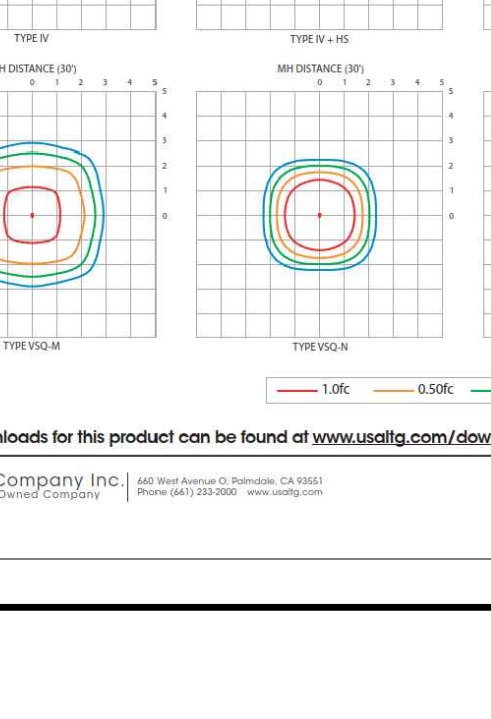 TYPE IV
TYPE IV + HS
H DISTANCE (30')
MH DISTANCE (30')
0 1 2 3 4 5
0 1 2 3 4 5
5
4
3
2
1
0
5
4
3
2
1
0
TYPE VSQ-M
TYPE VSQ-N
1.0fc 0.50fc
nloads for this product can be found at www.usaltg.com/dow
Company Inc.
Owned Company
660 West Avenue O, Palmdale, CA 93551
Phone (661) 233-2000 www.usaltg.com